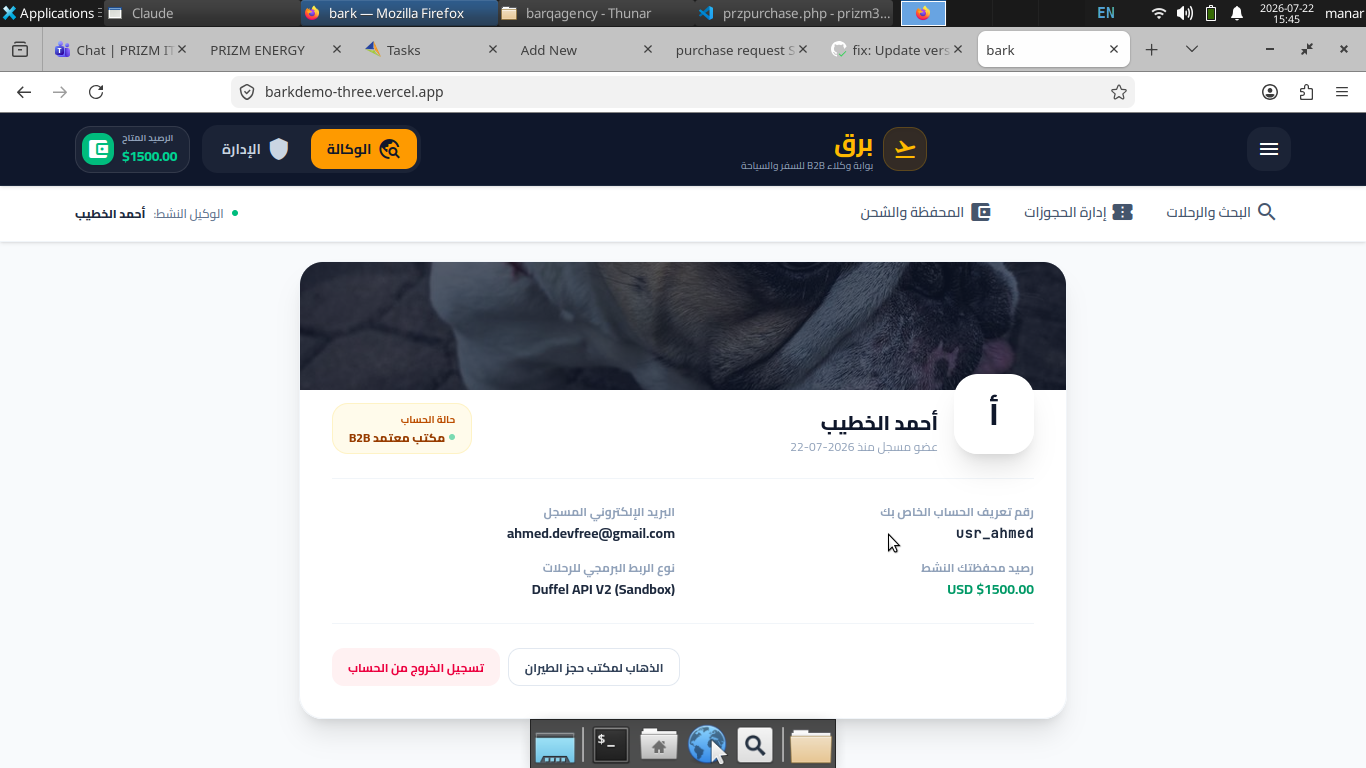 Applications
Claude
bark — Mozilla Firefox
barqagency - Thunar
przpurchase.php - prizm3...
EN
2026-07-22
15:45
manar
Chat | PRIZM IT
PRIZM ENERGY
Tasks
Add New
purchase request S
fix: Update vers
bark
barkdemo-three.vercel.app
برق
بوابة وكلاء B2B للسفر والسياحة
الوكالة
الإدارة
الرصيد المتاح
$1500.00
البحث والرحلات
إدارة الحجوزات
المحفظة والشحن
الوكيل النشط: أحمد الخطيب
أ
أحمد الخطيب
عضو مسجل منذ 2026-07-22
حالة الحساب
مكتب معتمد B2B
رقم تعريف الحساب الخاص بك
usr_ahmed
البريد الإلكتروني المسجل
ahmed.devfree@gmail.com
رصيد محفظتك النشط
USD $1500.00
نوع الربط البرمجي للرحلات
Duffel API V2 (Sandbox)
الذهاب لمكتب حجز الطيران
تسجيل الخروج من الحساب
$_